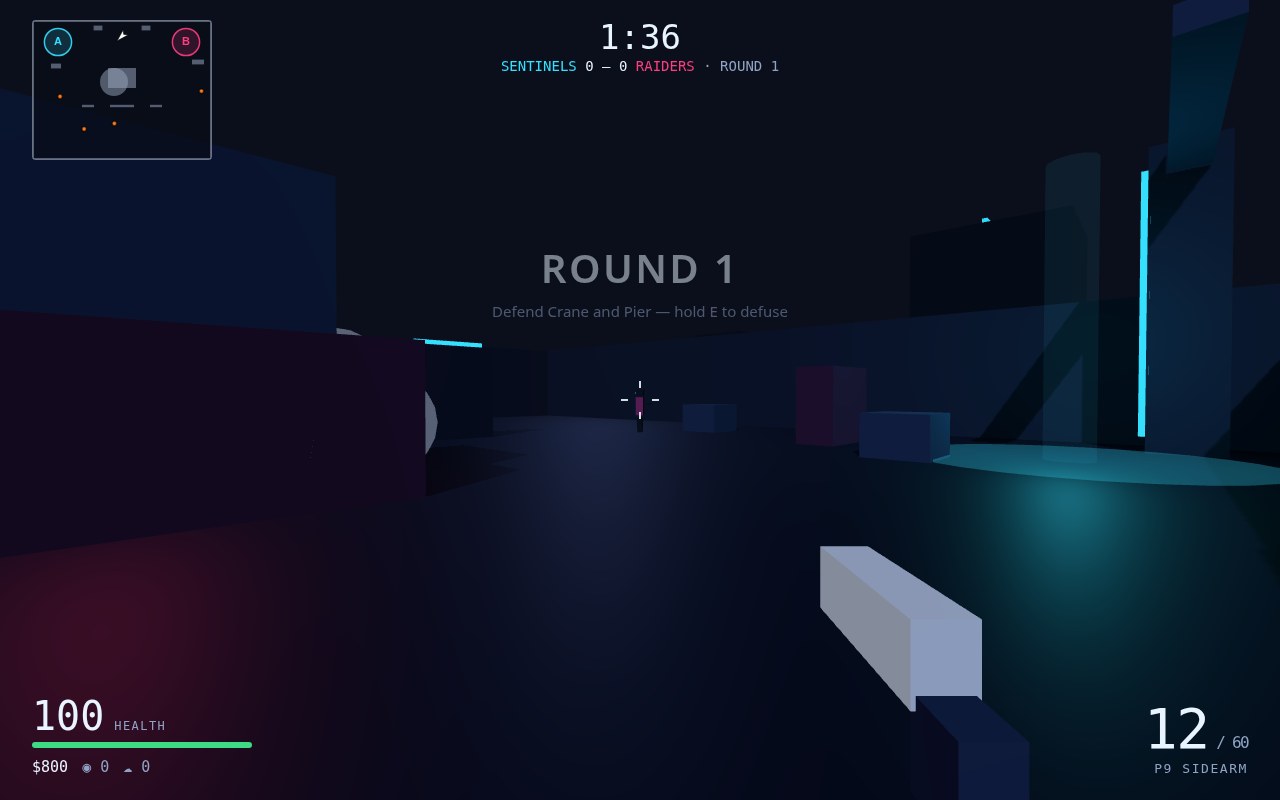 A
B
1:36
SENTINELS 0 — 0 RAIDERS · ROUND 1
ROUND 1
Defend Crane and Pier — hold E to defuse
100 HEALTH
$800 ◉ 0 ☁ 0
12 / 60
P9 SIDEARM